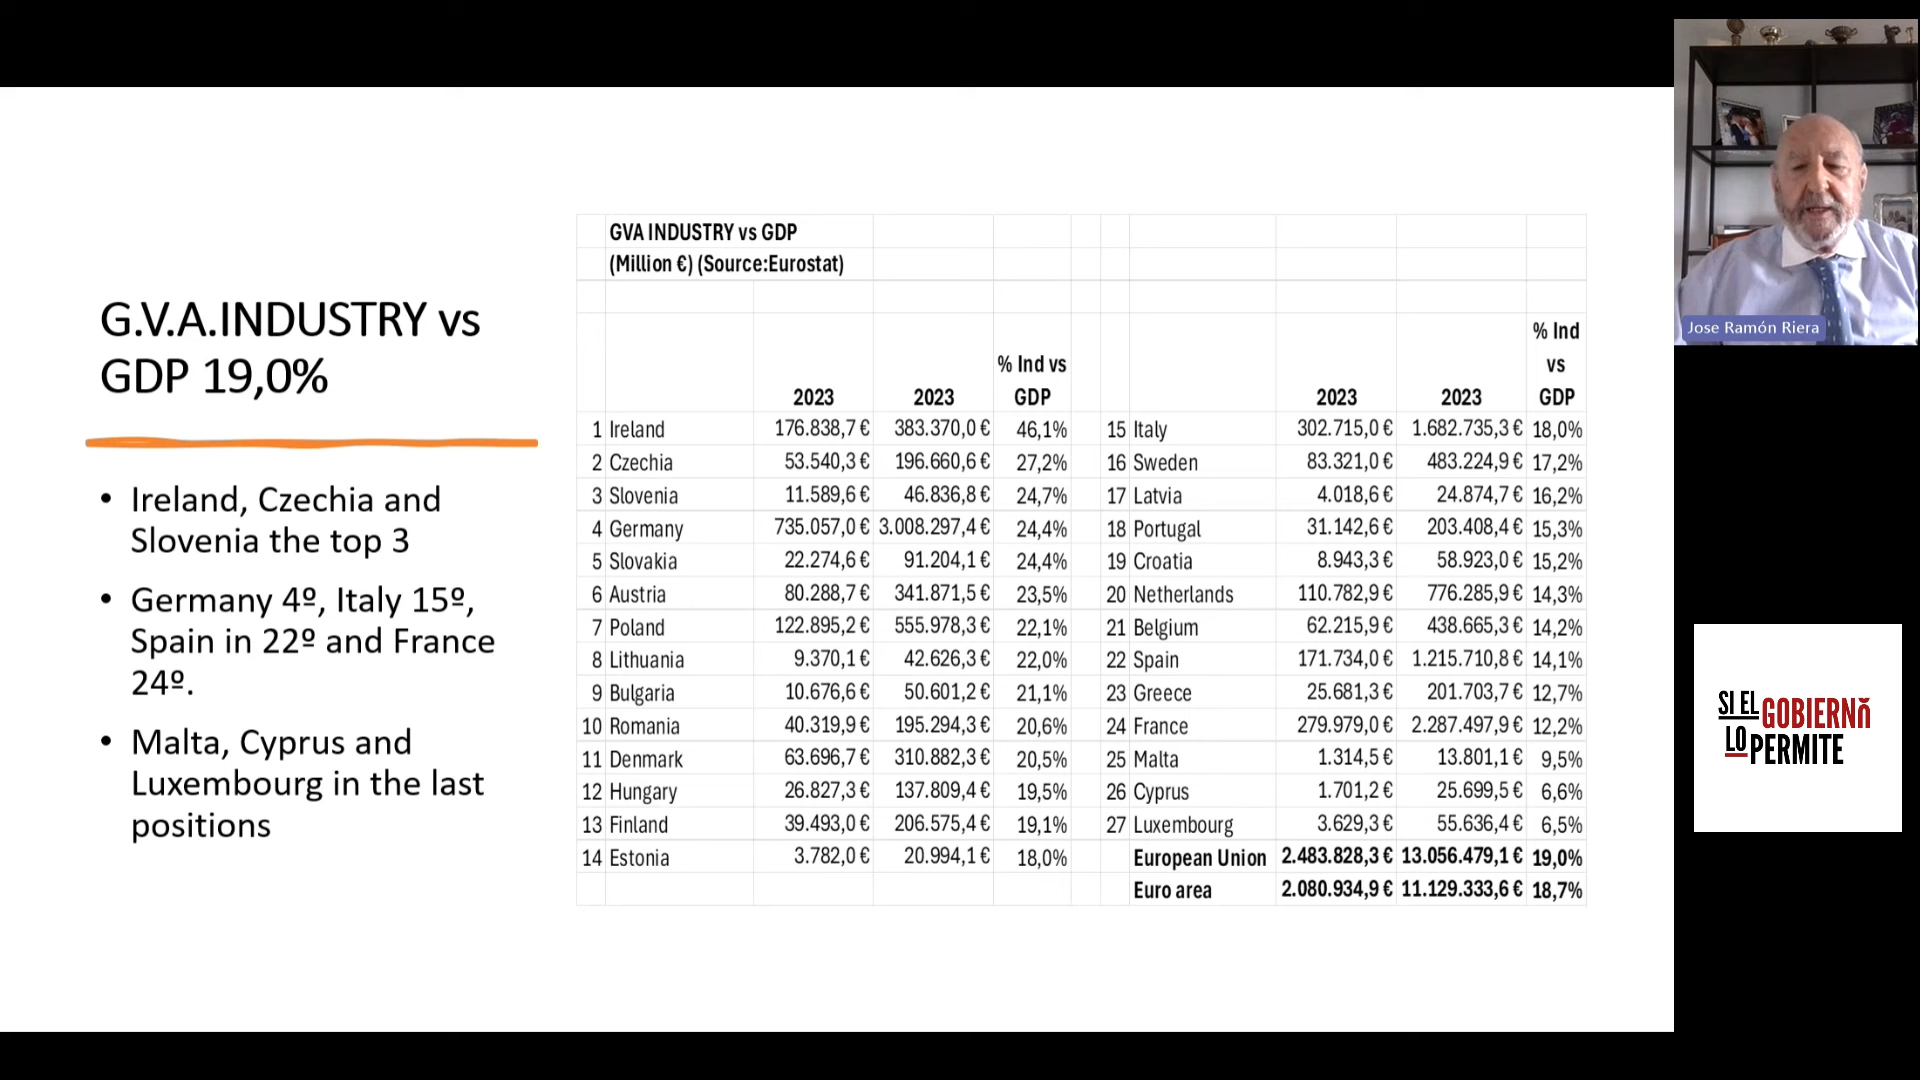 G.V.A.INDUSTRY vs
GDP 19,0%
• Ireland, Czechia and
Slovenia the top 3
• Germany 4º, Italy 15º,
Spain in 22º and France
24º.
• Malta, Cyprus and
Luxembourg in the last
positions
GVA INDUSTRY vs GDP
(Million €) (Source:Eurostat)
2023 2023 % Ind vs GDP 2023 2023 % Ind vs GDP
1 Ireland 176.838,7 € 383.370,0 € 46,1% 15 Italy 302.715,0 € 1.682.735,3 € 18,0%
2 Czechia 53.540,3 € 196.660,6 € 27,2% 16 Sweden 83.321,0 € 483.224,9 € 17,2%
3 Slovenia 11.589,6 € 46.836,8 € 24,7% 17 Latvia 4.018,6 € 24.874,7 € 16,2%
4 Germany 735.057,0 € 3.008.297,4 € 24,4% 18 Portugal 31.142,6 € 203.408,4 € 15,3%
5 Slovakia 22.274,6 € 91.204,1 € 24,4% 19 Croatia 8.943,3 € 58.923,0 € 15,2%
6 Austria 80.288,7 € 341.871,5 € 23,5% 20 Netherlands 110.782,9 € 776.285,9 € 14,3%
7 Poland 122.895,2 € 555.978,3 € 22,1% 21 Belgium 62.215,9 € 438.665,3 € 14,2%
8 Lithuania 9.370,1 € 42.626,3 € 22,0% 22 Spain 171.734,0 € 1.215.710,8 € 14,1%
9 Bulgaria 10.676,6 € 50.601,2 € 21,1% 23 Greece 25.681,3 € 201.703,7 € 12,7%
10 Romania 40.319,9 € 195.294,3 € 20,6% 24 France 279.979,0 € 2.287.497,9 € 12,2%
11 Denmark 63.696,7 € 310.882,3 € 20,5% 25 Malta 1.314,5 € 13.801,1 € 9,5%
12 Hungary 26.827,3 € 137.809,4 € 19,5% 26 Cyprus 1.701,2 € 25.699,5 € 6,6%
13 Finland 39.493,0 € 206.575,4 € 19,1% 27 Luxembourg 3.629,3 € 55.636,4 € 6,5%
14 Estonia 3.782,0 € 20.994,1 € 18,0% European Union 2.483.828,3 € 13.056.479,1 € 19,0%
Euro area 2.080.934,9 € 11.129.333,6 € 18,7%
Jose Ramón Riera
SI EL GOBIERNO
LO PERMITE